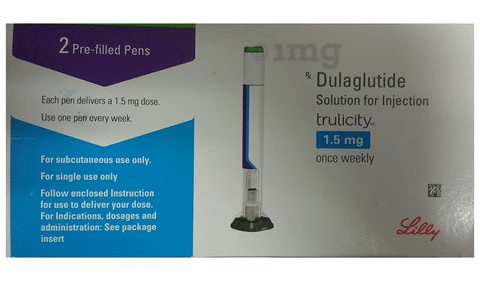 2 Pre-filled Pens
Each pen delivers a 1.5 mg dose.
Use one pen every week.
For subcutaneous use only.
For single use only
Follow enclosed Instruction
for use to deliver your dose.
For Indications, dosages and
administration: See package
insert
1mg
℞ Dulaglutide
Solution for Injection
trulicity
1.5 mg
once weekly
Lilly